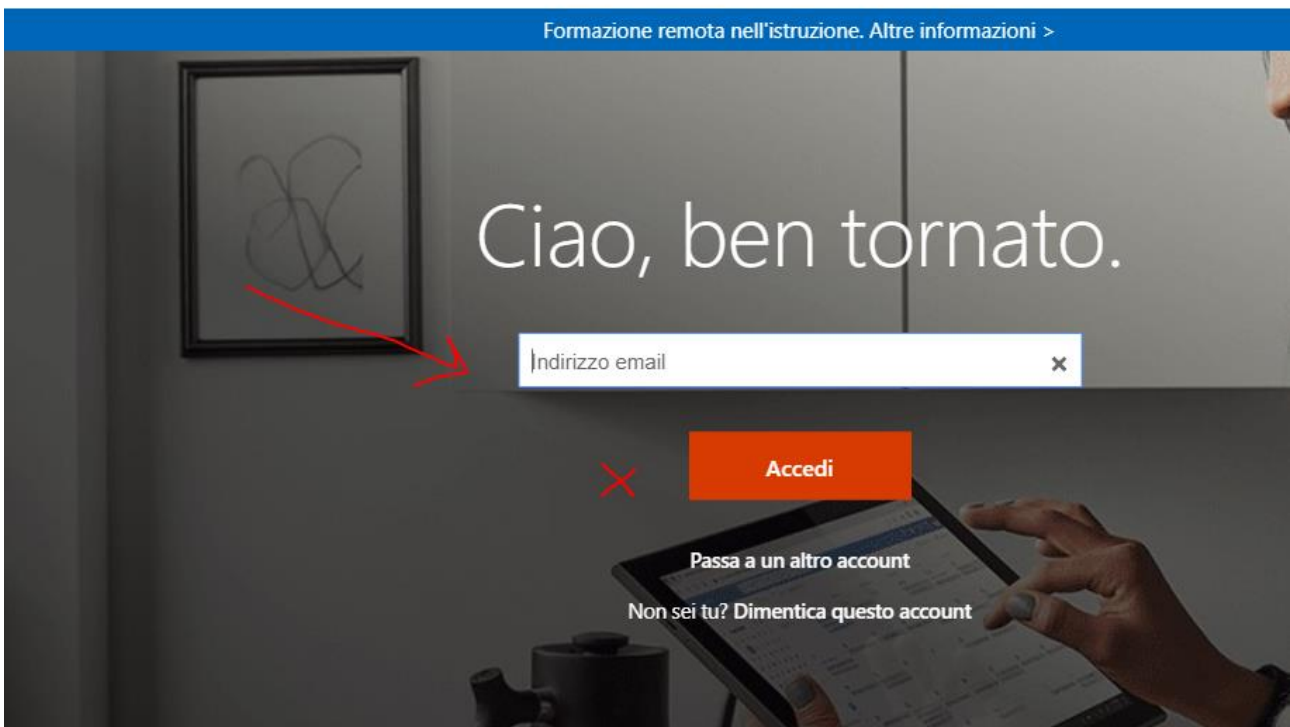 Formazione remota nell'istruzione. Altre informazioni >
Ciao, ben tornato.
Indirizzo email
Accedi
Passa a un altro account
Non sei tu? Dimentica questo account